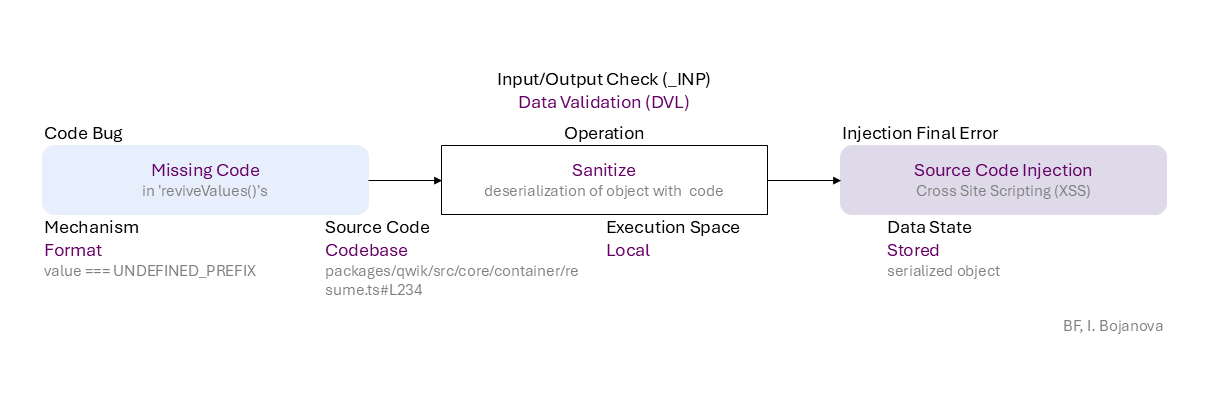 Input/Output Check (_INP)
Data Validation (DVL)
Code Bug
Operation
Injection Final Error
Missing Code
in 'reviveValues()'s
Sanitize
deserialization of object with  code
Source Code Injection
Cross Site Scripting (XSS)
Mechanism
Format
value === UNDEFINED_PREFIX
Source Code
Codebase
packages/qwik/src/core/container/re
sume.ts#L234
Execution Space
Local
Data State
Stored
serialized object
BF, I. Bojanova